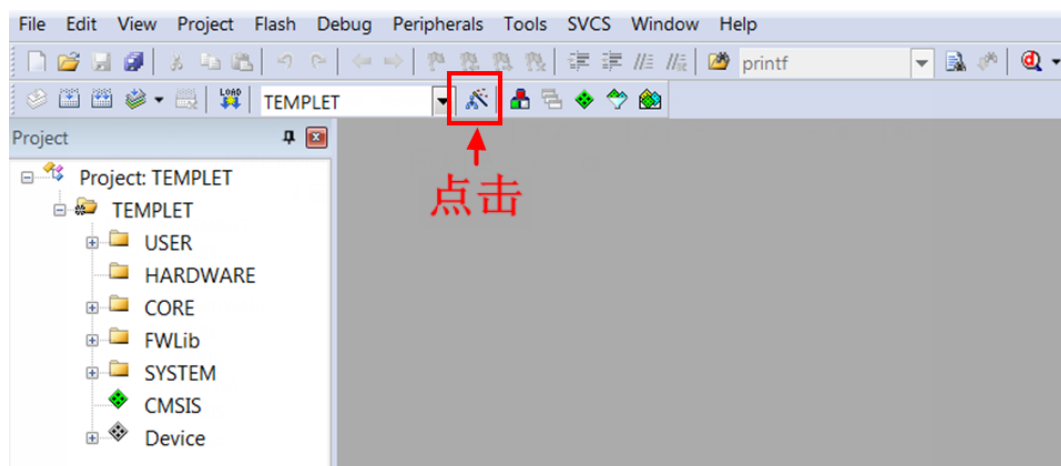 File Edit View Project Flash Debug Peripherals Tools SVCS Window Help
printf
LOAD TEMPLET
Project
点击
Project: TEMPLET
TEMPLET
USER
HARDWARE
CORE
FWLib
SYSTEM
CMSIS
Device